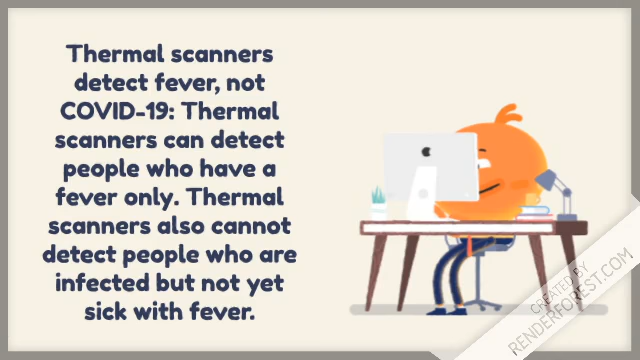 Thermal scanners
detect fever, not
COVID-19: Thermal
scanners can detect
people who have a
fever only. Thermal
scanners also cannot
detect people who are
infected but not yet
sick with fever.
CREATED BY
RENDERFOREST.COM